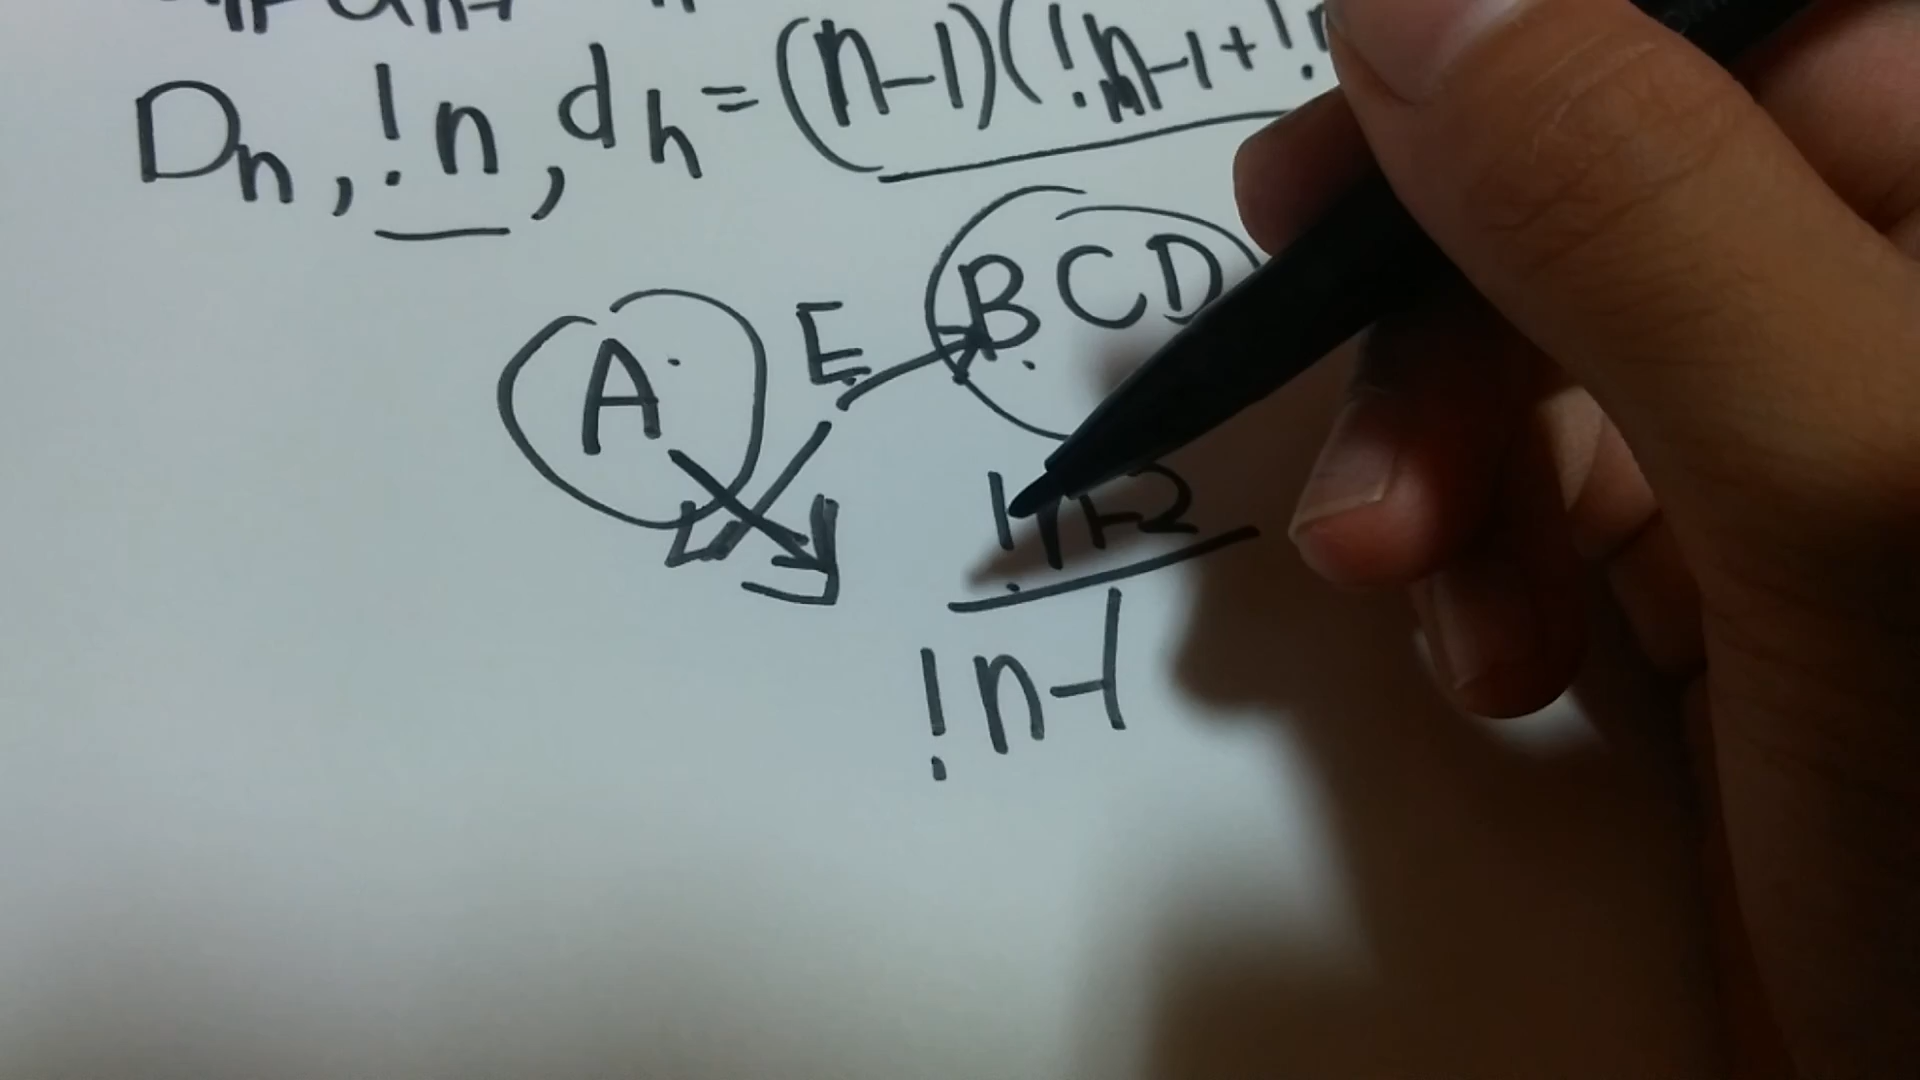 Dn, !n, dn = (n-1)(!n-1+!
E BCD
A
!n-2
!n-1